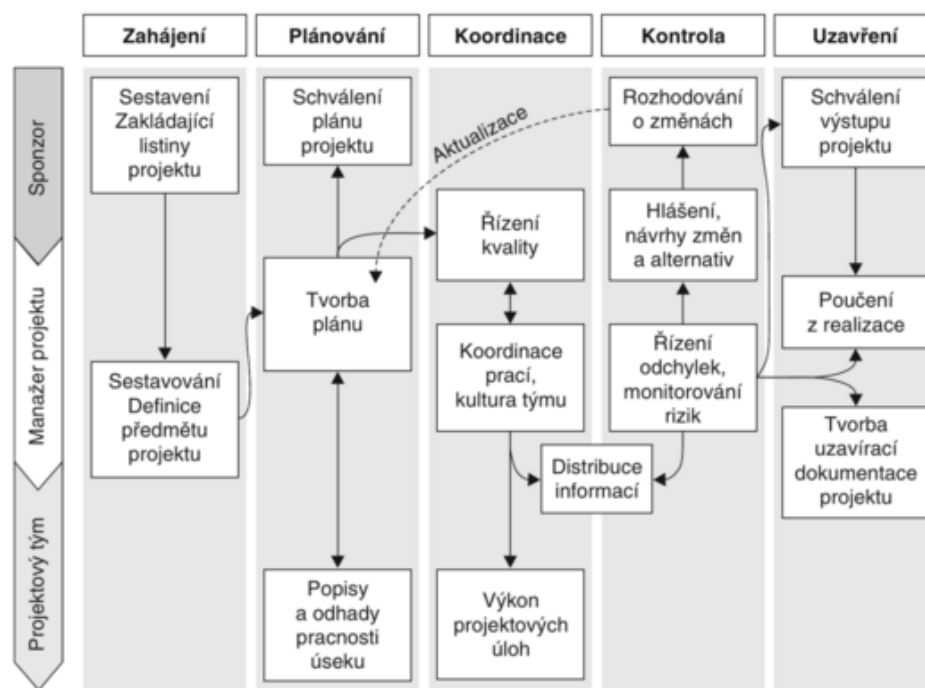 Zahájení
Plánování
Koordinace
Kontrola
Uzavření
Sponzor
Manažer projektu
Projektový tým
Sestavení
Zakládající
listiny
projektu
Sestavování
Definice
předmětu
projektu
Schválení
plánu
projektu
Tvorba
plánu
Popisy
a odhady
pracnosti
úseku
Aktualizace
Řízení
kvality
Koordinace
prací,
kultura týmu
Distribuce
informací
Výkon
projektových
úloh
Rozhodování
o změnách
Hlášení,
návrhy změn
a alternativ
Řízení
odchylek,
monitorování
rizik
Schválení
výstupu
projektu
Poučení
z realizace
Tvorba
uzavírací
dokumentace
projektu